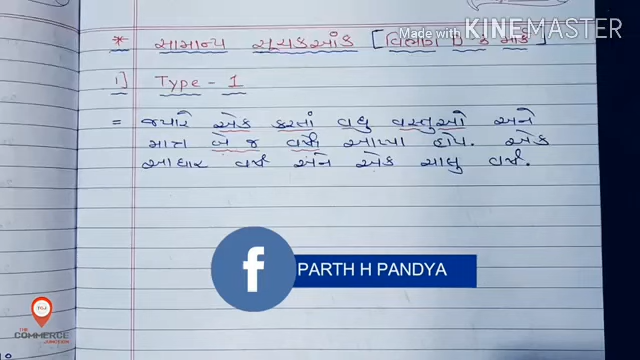 Made with KINEMASTER
* સામાન્ય સૂચકઆંક [વિભાગ D 3 માર્ક]
1] Type - 1
= જ્યારે એક કરતાં વધુ વસ્તુઓ અને
માત્ર બે જ વર્ષો આપ્યા હોય. એક
આધાર વર્ષ અને એક ચાલુ વર્ષ.
PARTH H PANDYA
THE
COMMERCE
JUNCTION